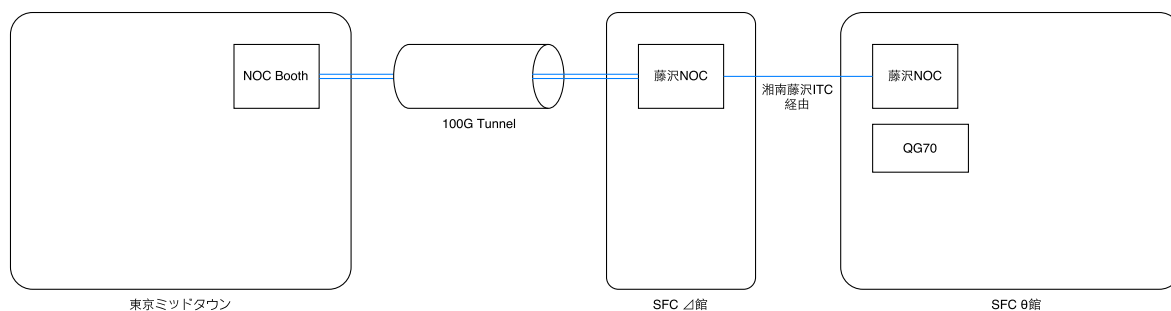 NOC Booth
100G Tunnel
藤沢NOC
湘南藤沢ITC
経由
藤沢NOC
QG70
東京ミッドタウン
SFC ⊿館
SFC θ館